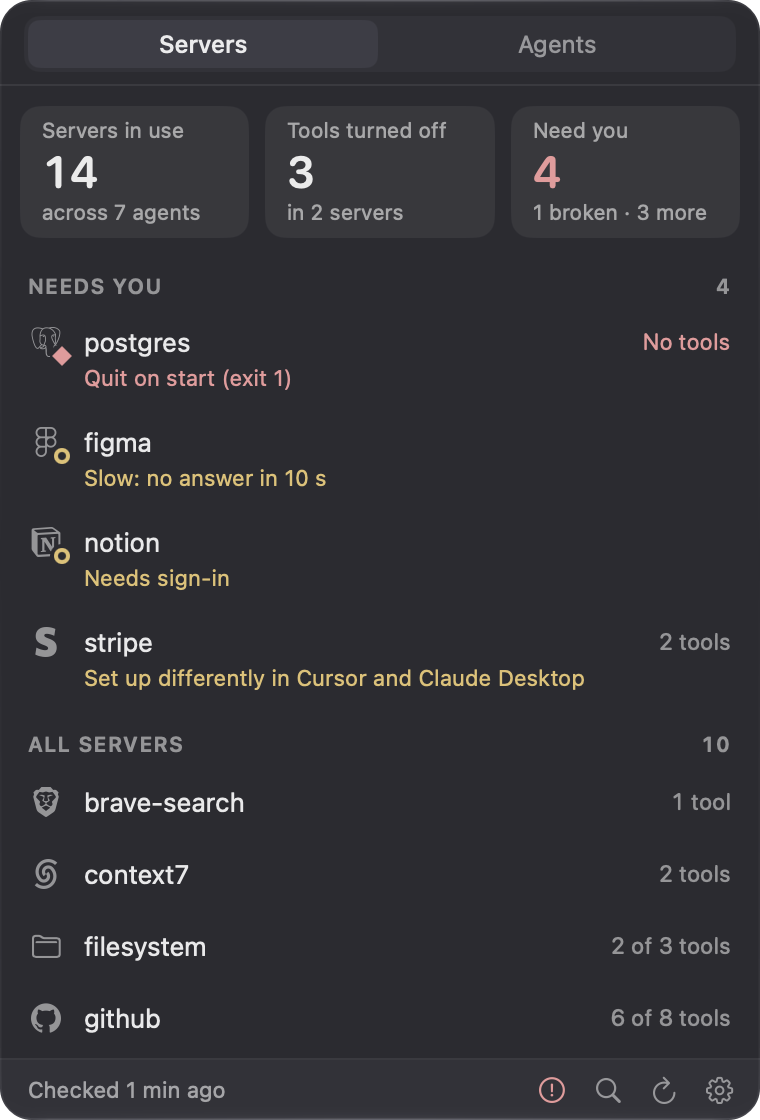 Servers
Agents
Servers in use
14
across 7 agents
Tools turned off
3
in 2 servers
Need you
4
1 broken · 3 more
NEEDS YOU 4
postgres No tools
Quit on start (exit 1)
figma
Slow: no answer in 10 s
notion
Needs sign-in
stripe 2 tools
Set up differently in Cursor and Claude Desktop
ALL SERVERS 10
brave-search 1 tool
context7 2 tools
filesystem 2 of 3 tools
github 6 of 8 tools
Checked 1 min ago